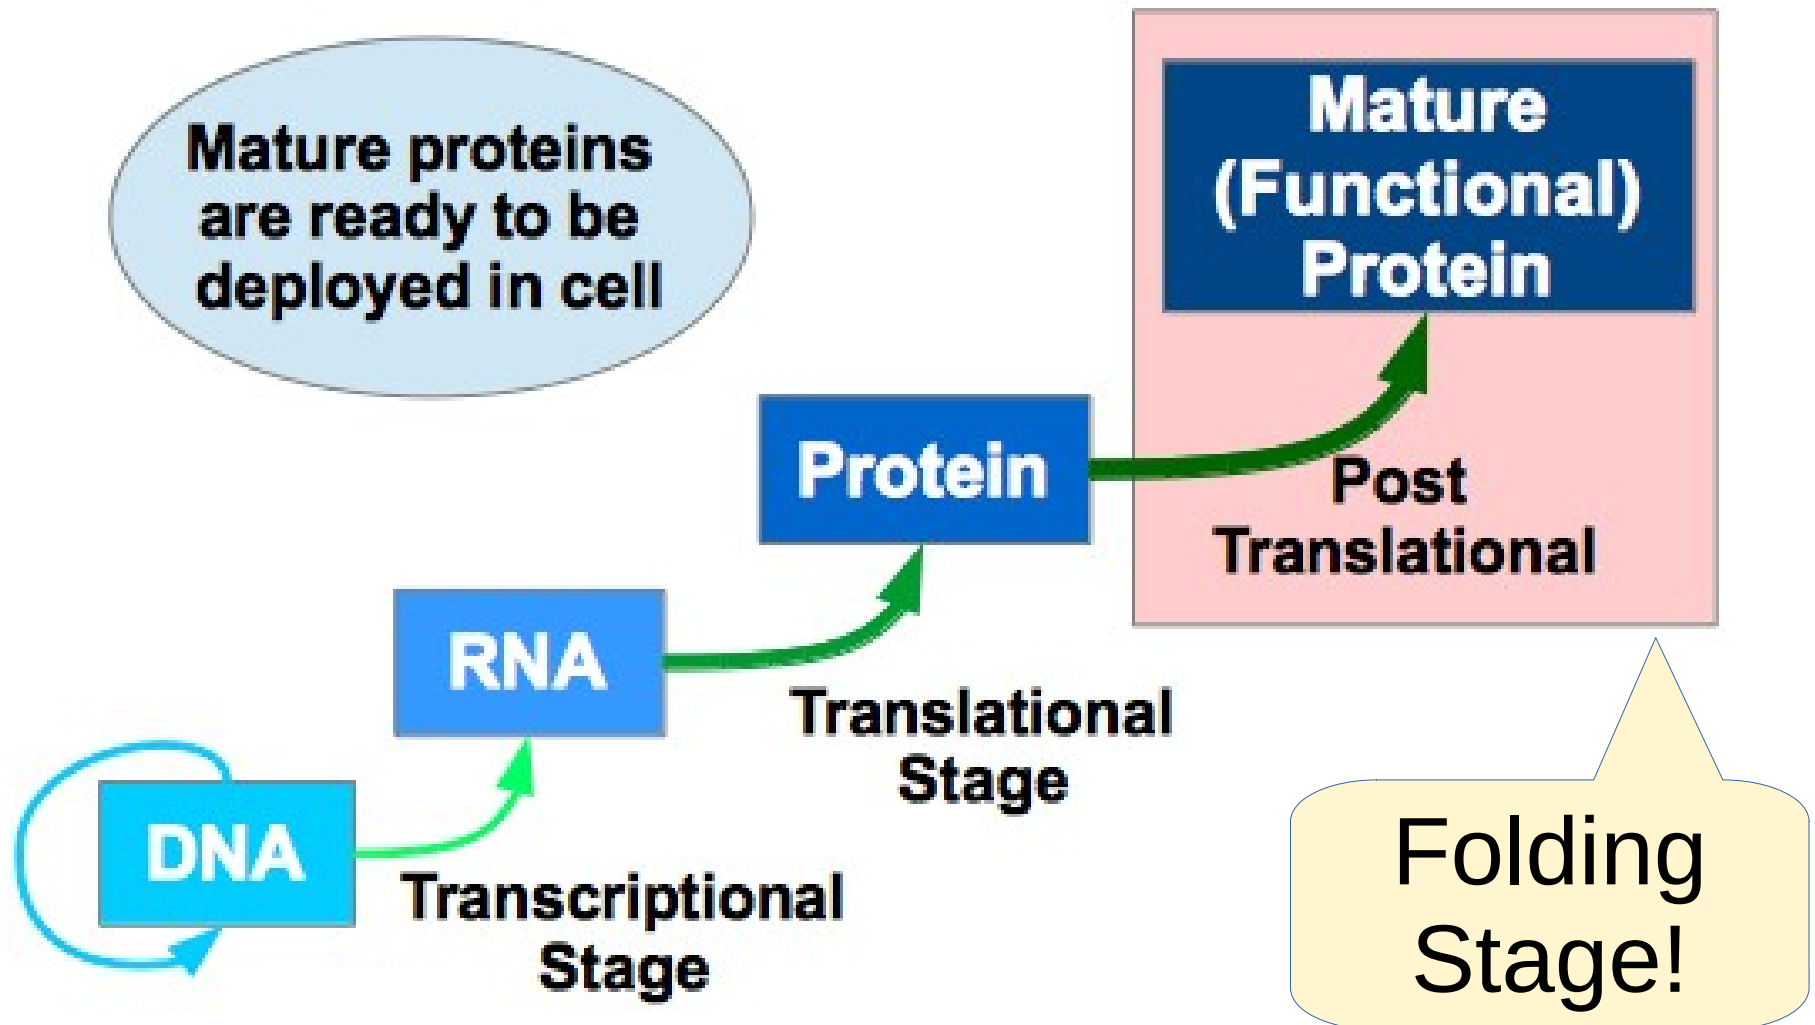 Mature proteins
are ready to be
deployed in cell
Mature
(Functional)
Protein
Protein
Post
Translational
RNA
Translational
Stage
DNA
Transcriptional
Stage
Folding
Stage!